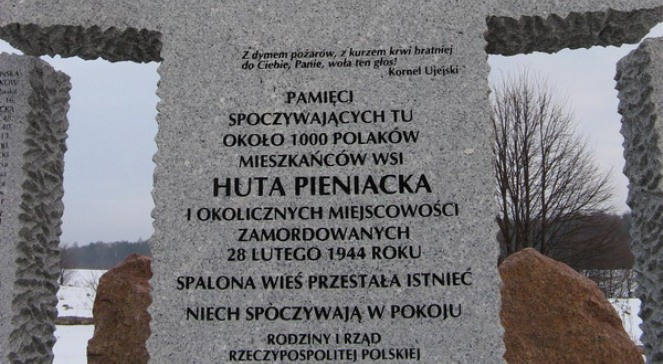 Z dymem pożarów, z kurzem krwi bratniej
do Ciebie, Panie, woła ten głos!
Kornel Ujejski
PAMIĘCI
SPOCZYWAJĄCYCH TU
OKOŁO 1000 POLAKÓW
MIESZKAŃCÓW WSI
HUTA PIENIACKA
I OKOLICZNYCH MIEJSCOWOŚCI
ZAMORDOWANYCH
28 LUTEGO 1944 ROKU
SPALONA WIEŚ PRZESTAŁA ISTNIEĆ
NIECH SPOCZYWAJĄ W POKOJU
RODZINY I RZĄD
RZECZYPOSPOLITEJ POLSKIEJ